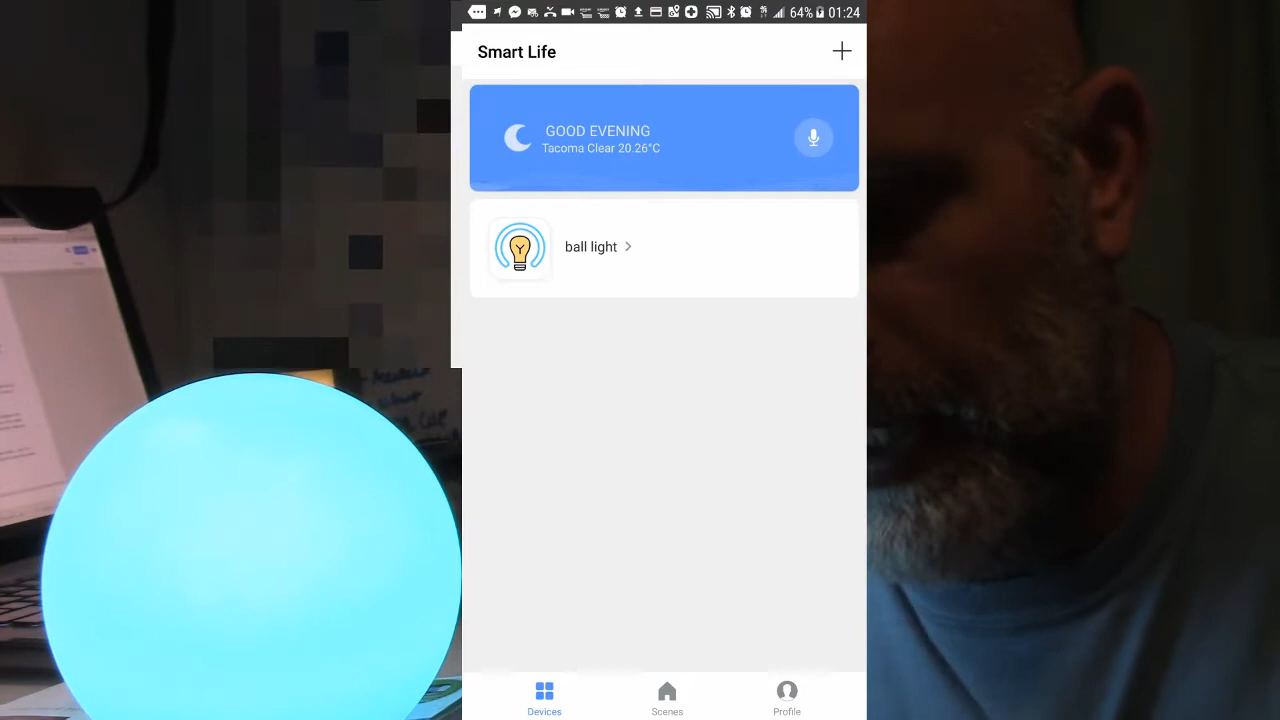 64% 01:24
Smart Life
GOOD EVENING
Tacoma Clear 20.26°C
ball light
Devices
Scenes
Profile